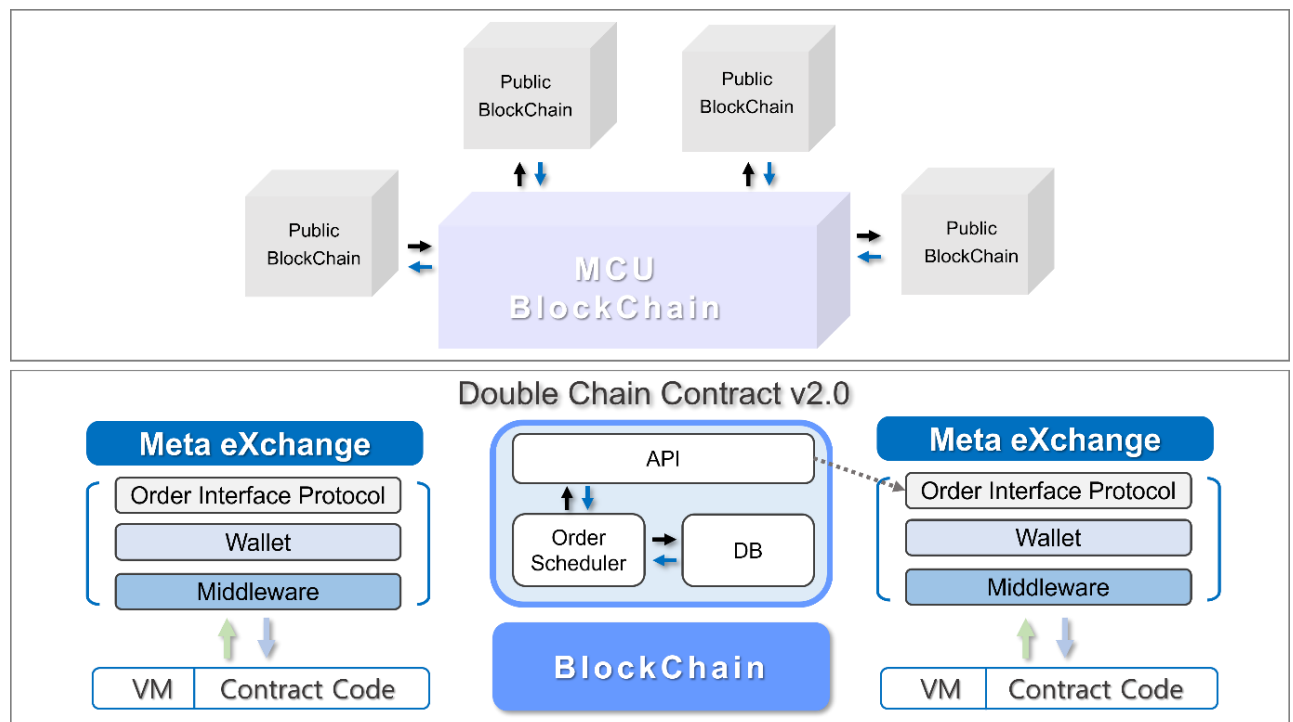 Public
BlockChain
Public
BlockChain
Public
BlockChain
Public
BlockChain
MCU
BlockChain
Double Chain Contract v2.0
Meta eXchange
Order Interface Protocol
Wallet
Middleware
VM
Contract Code
API
Order
Scheduler
DB
BlockChain
Meta eXchange
Order Interface Protocol
Wallet
Middleware
VM
Contract Code